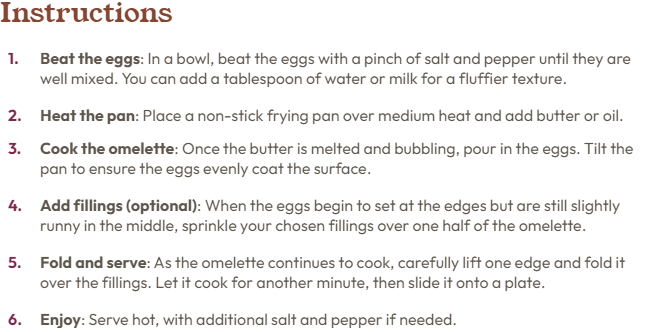 Instructions
1. Beat the eggs: In a bowl, beat the eggs with a pinch of salt and pepper until they are
well mixed. You can add a tablespoon of water or milk for a fluffier texture.
2. Heat the pan: Place a non-stick frying pan over medium heat and add butter or oil.
3. Cook the omelette: Once the butter is melted and bubbling, pour in the eggs. Tilt the
pan to ensure the eggs evenly coat the surface.
4. Add fillings (optional): When the eggs begin to set at the edges but are still slightly
runny in the middle, sprinkle your chosen fillings over one half of the omelette.
5. Fold and serve: As the omelette continues to cook, carefully lift one edge and fold it
over the fillings. Let it cook for another minute, then slide it onto a plate.
6. Enjoy: Serve hot, with additional salt and pepper if needed.